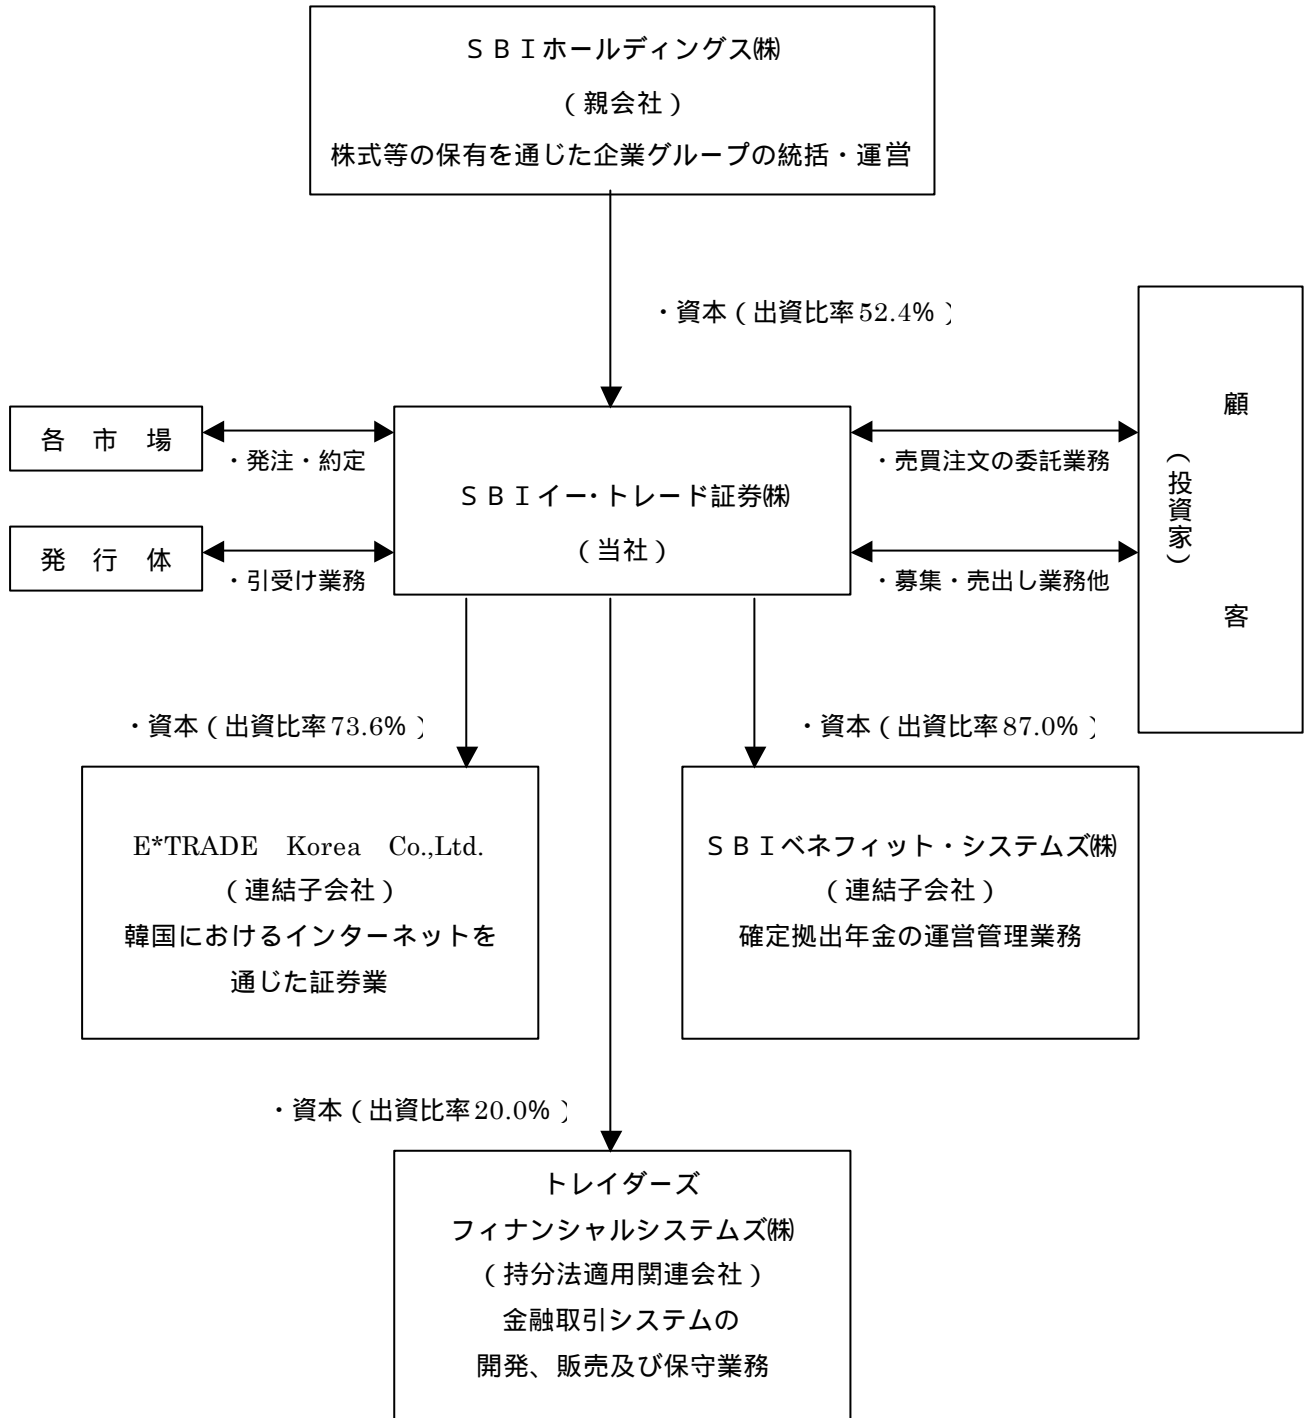 ＳＢＩホールディングス㈱
（親会社）
株式等の保有を通じた企業グループの統括・運営
・資本（出資比率52.4%）
各市場
・発注・約定
発行体
・引受け業務
ＳＢＩイー・トレード証券㈱
（当社）
・売買注文の委託業務
・募集・売出し業務他
顧客
（投資家）
・資本（出資比率73.6%）
・資本（出資比率87.0%）
E*TRADE Korea Co.,Ltd.
（連結子会社）
韓国におけるインターネットを
通じた証券業
ＳＢＩベネフィット・システムズ㈱
（連結子会社）
確定拠出年金の運営管理業務
・資本（出資比率20.0%）
トレイダーズ
フィナンシャルシステムズ㈱
（持分法適用関連会社）
金融取引システムの
開発、販売及び保守業務